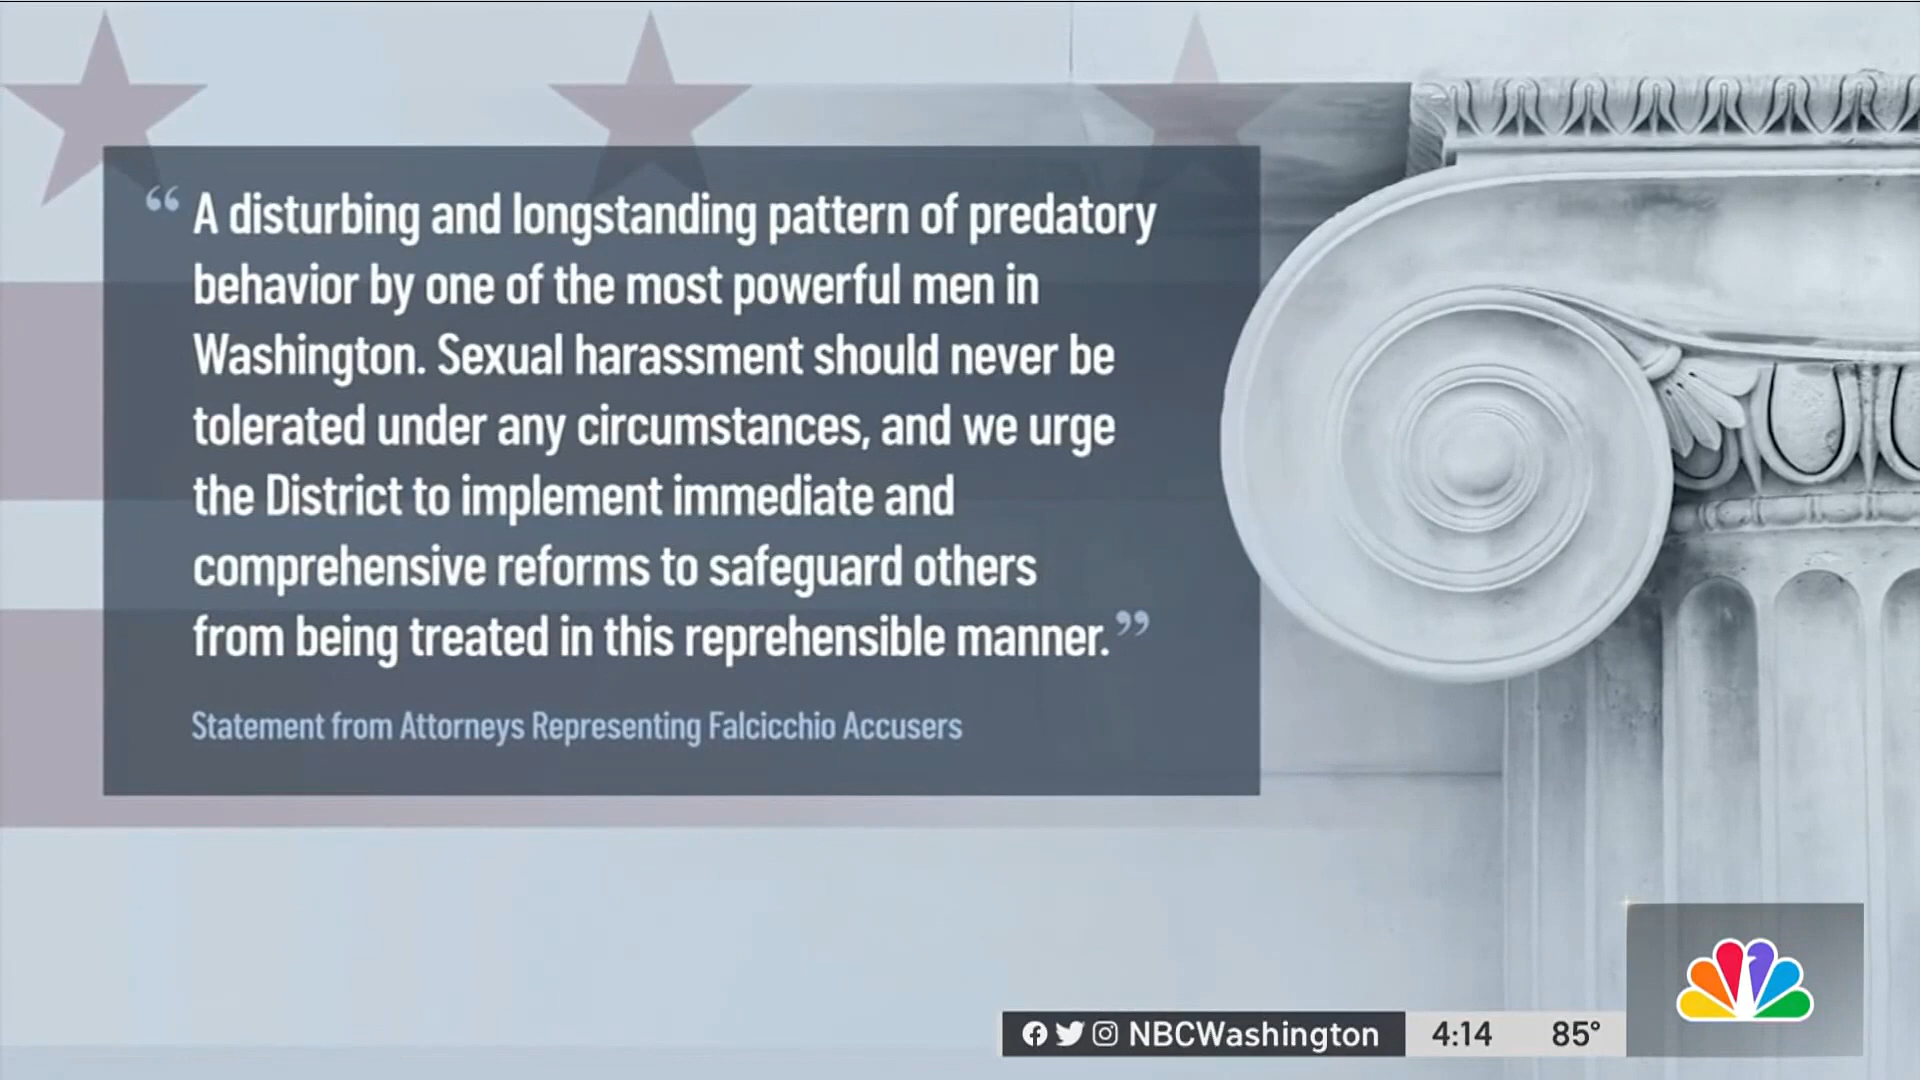 “ A disturbing and longstanding pattern of predatory
behavior by one of the most powerful men in
Washington. Sexual harassment should never be
tolerated under any circumstances, and we urge
the District to implement immediate and
comprehensive reforms to safeguard others
from being treated in this reprehensible manner. ”
Statement from Attorneys Representing Falcicchio Accusers
NBCWashington 4:14 85°